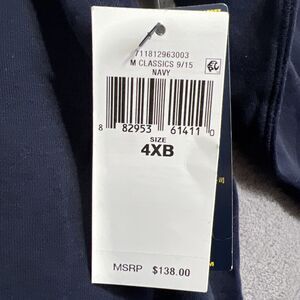 711812963003
M CLASSICS 9/15
NAVY
8 82953 61411 0
SIZE
4XB
MSRP $138.00